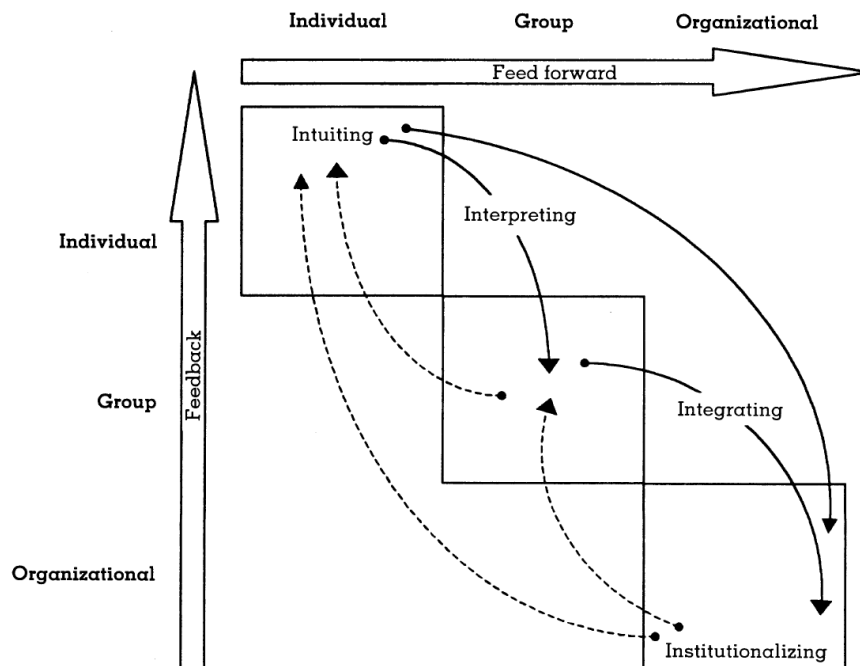 Individual Group Organizational
Feed forward
Intuiting
Interpreting
Individual
Feedback
Group
Integrating
Organizational
Institutionalizing